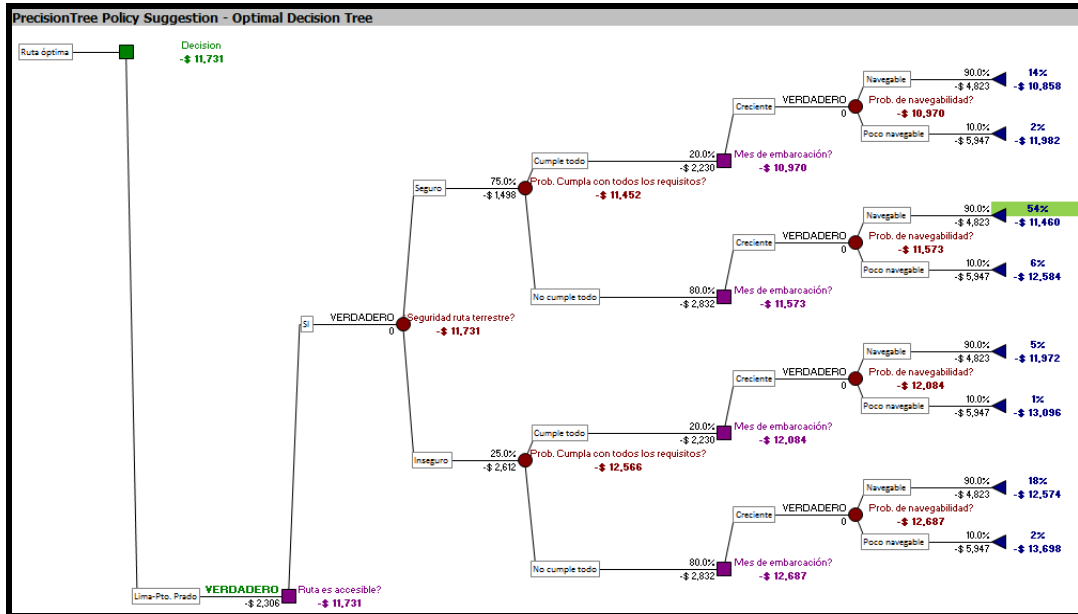 PrecisionTree Policy Suggestion - Optimal Decision Tree
Ruta óptima
Decision
-$ 11,731
Lima-Pto. Prado
VERDADERO
-$ 2,306
Ruta es accesible?
-$ 11,731
SI
VERDADERO
0
Seguridad ruta terrestre?
-$ 11,731
Seguro
75.0%
-$ 1,498
Prob. Cumpla con todos los requisitos?
-$ 11,452
Cumple todo
20.0%
-$ 2,230
Mes de embarcación?
-$ 10,970
Creciente
VERDADERO
0
Prob. de navegabilidad?
-$ 10,970
Navegable
90.0%
-$ 4,823
14%
-$ 10,858
Poco navegable
10.0%
-$ 5,947
2%
-$ 11,982
No cumple todo
80.0%
-$ 2,832
Mes de embarcación?
-$ 11,573
Creciente
VERDADERO
0
Prob. de navegabilidad?
-$ 11,573
Navegable
90.0%
-$ 4,823
54%
-$ 11,460
Poco navegable
10.0%
-$ 5,947
6%
-$ 12,584
Inseguro
25.0%
-$ 2,612
Prob. Cumpla con todos los requisitos?
-$ 12,566
Cumple todo
20.0%
-$ 2,230
Mes de embarcación?
-$ 12,084
Creciente
VERDADERO
0
Prob. de navegabilidad?
-$ 12,084
Navegable
90.0%
-$ 4,823
5%
-$ 11,972
Poco navegable
10.0%
-$ 5,947
1%
-$ 13,096
No cumple todo
80.0%
-$ 2,832
Mes de embarcación?
-$ 12,687
Creciente
VERDADERO
0
Prob. de navegabilidad?
-$ 12,687
Navegable
90.0%
-$ 4,823
18%
-$ 12,574
Poco navegable
10.0%
-$ 5,947
2%
-$ 13,698